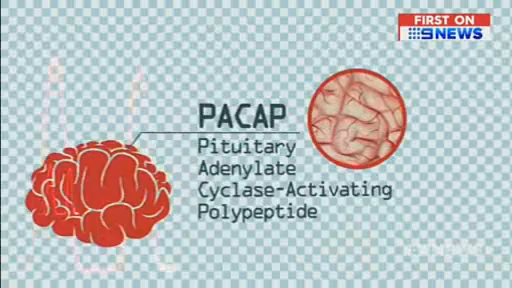 FIRST ON
9NEWS
PACAP
Pituitary
Adenylate
Cyclase-Activating
Polypeptide